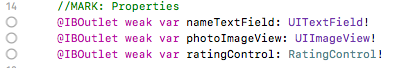 14 //MARK: Properties
@IBOutlet weak var nameTextField: UITextField!
@IBOutlet weak var photoImageView: UIImageView!
@IBOutlet weak var ratingControl: RatingControl!